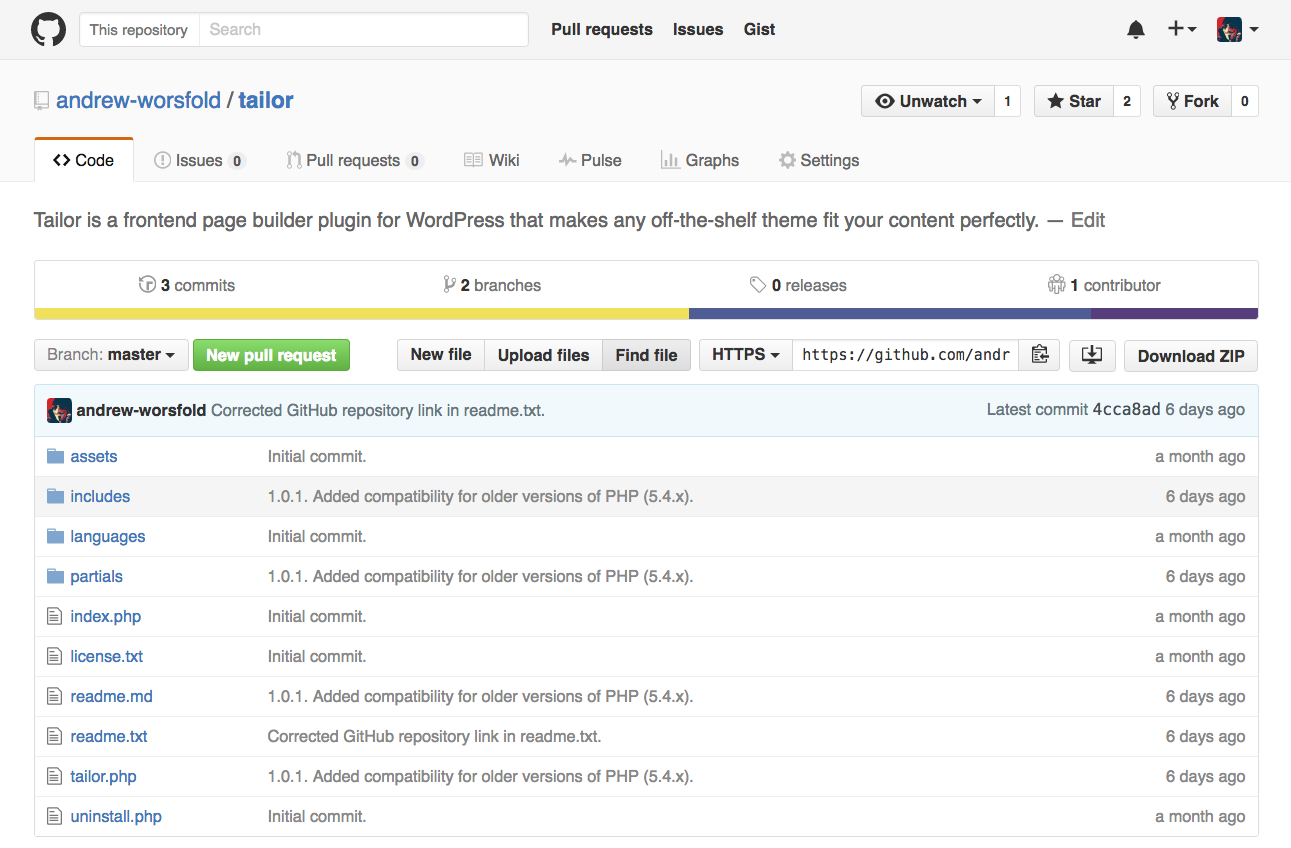 This repository Search Pull requests Issues Gist
andrew-worsfold / tailor Unwatch 1 Star 2 Fork 0
Code Issues 0 Pull requests 0 Wiki Pulse Graphs Settings
Tailor is a frontend page builder plugin for WordPress that makes any off-the-shelf theme fit your content perfectly. — Edit
3 commits 2 branches 0 releases 1 contributor
Branch: master New pull request New file Upload files Find file HTTPS https://github.com/andr Download ZIP
andrew-worsfold Corrected GitHub repository link in readme.txt. Latest commit 4cca8ad 6 days ago
assets Initial commit. a month ago
includes 1.0.1. Added compatibility for older versions of PHP (5.4.x). 6 days ago
languages Initial commit. a month ago
partials 1.0.1. Added compatibility for older versions of PHP (5.4.x). 6 days ago
index.php Initial commit. a month ago
license.txt Initial commit. a month ago
readme.md 1.0.1. Added compatibility for older versions of PHP (5.4.x). 6 days ago
readme.txt Corrected GitHub repository link in readme.txt. 6 days ago
tailor.php 1.0.1. Added compatibility for older versions of PHP (5.4.x). 6 days ago
uninstall.php Initial commit. a month ago